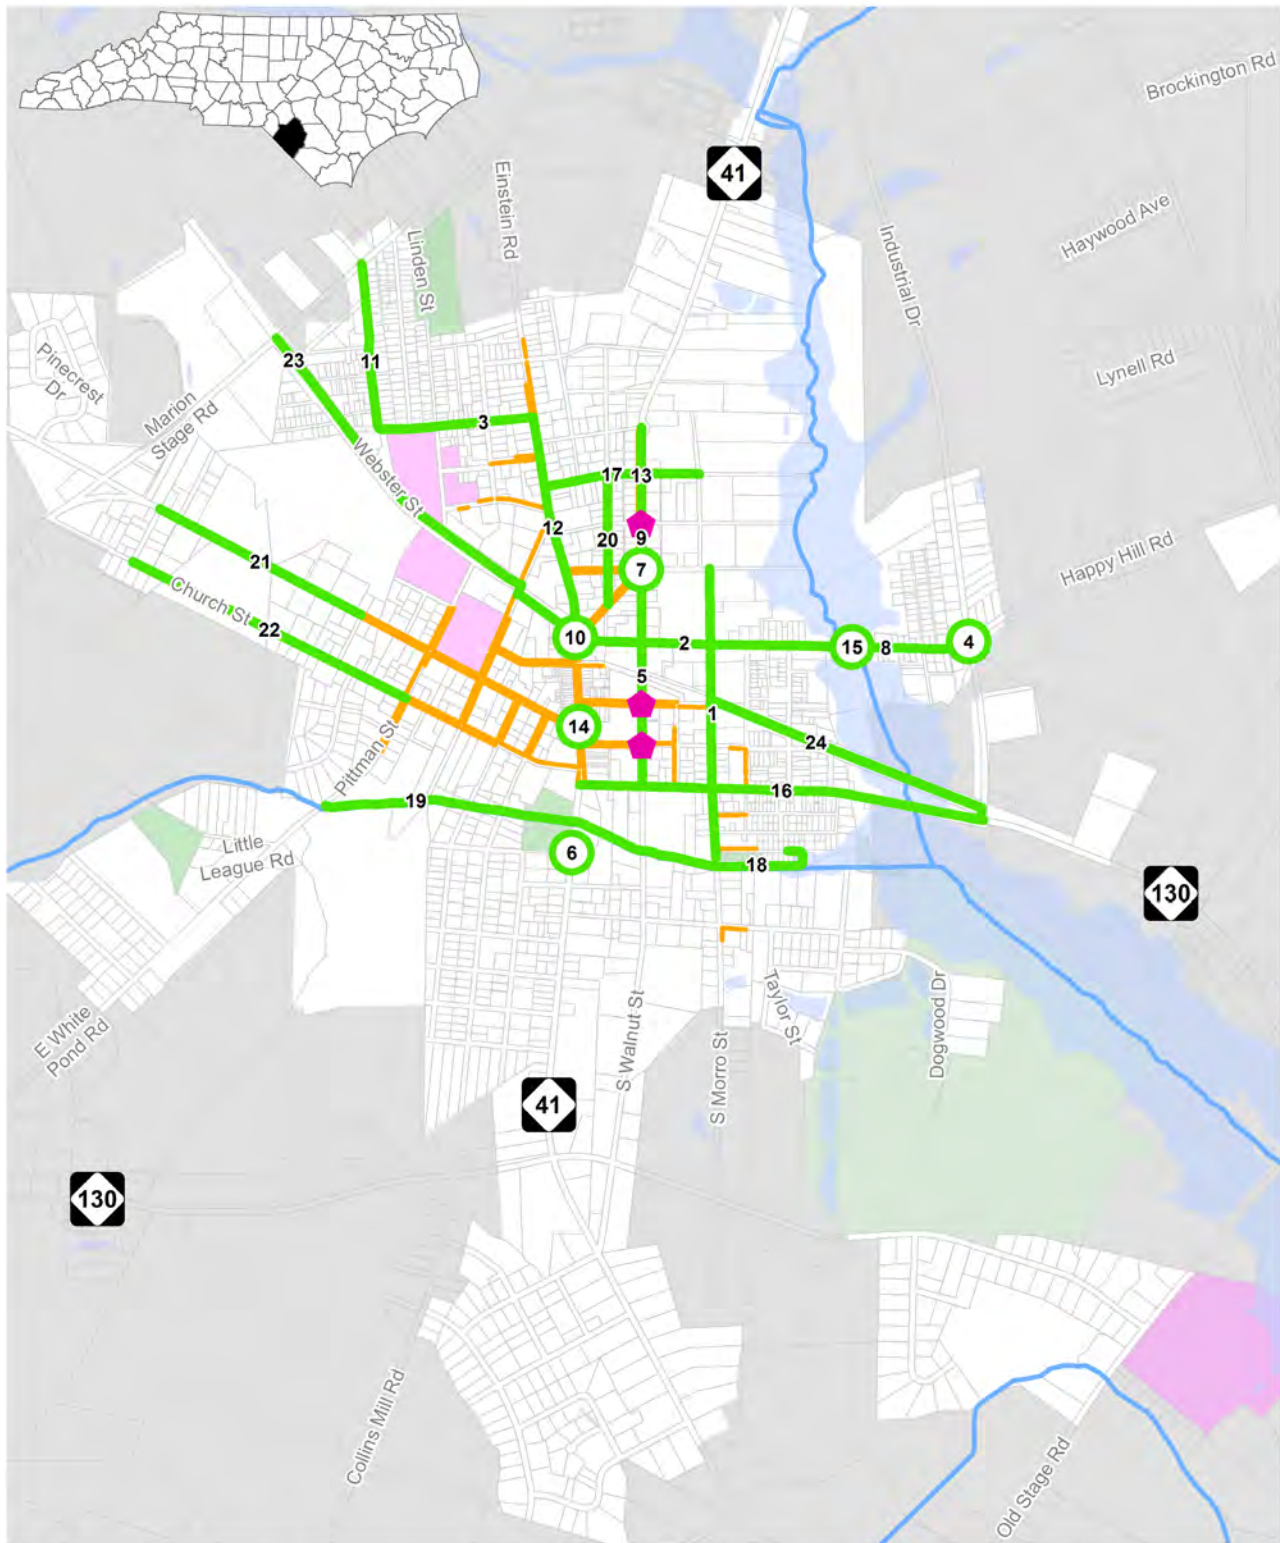 Brockington Rd
41
Einstein Rd
Haywood Ave
Linden St
Industrial Dr
Pinecrest
Dr
23
11
Lynell Rd
Marion
Stage Rd
3
Webster St
17
13
12
20
9
21
7
Happy Hill Rd
Church St
22
10
2
15
8
4
5
14
1
24
Pittman St
19
16
Little
League Rd
6
18
130
E White
Pond Rd
S Walnut St
Taylor St
Dogwood Dr
S Morro St
41
130
Collins Mill Rd
Old Stage Rd